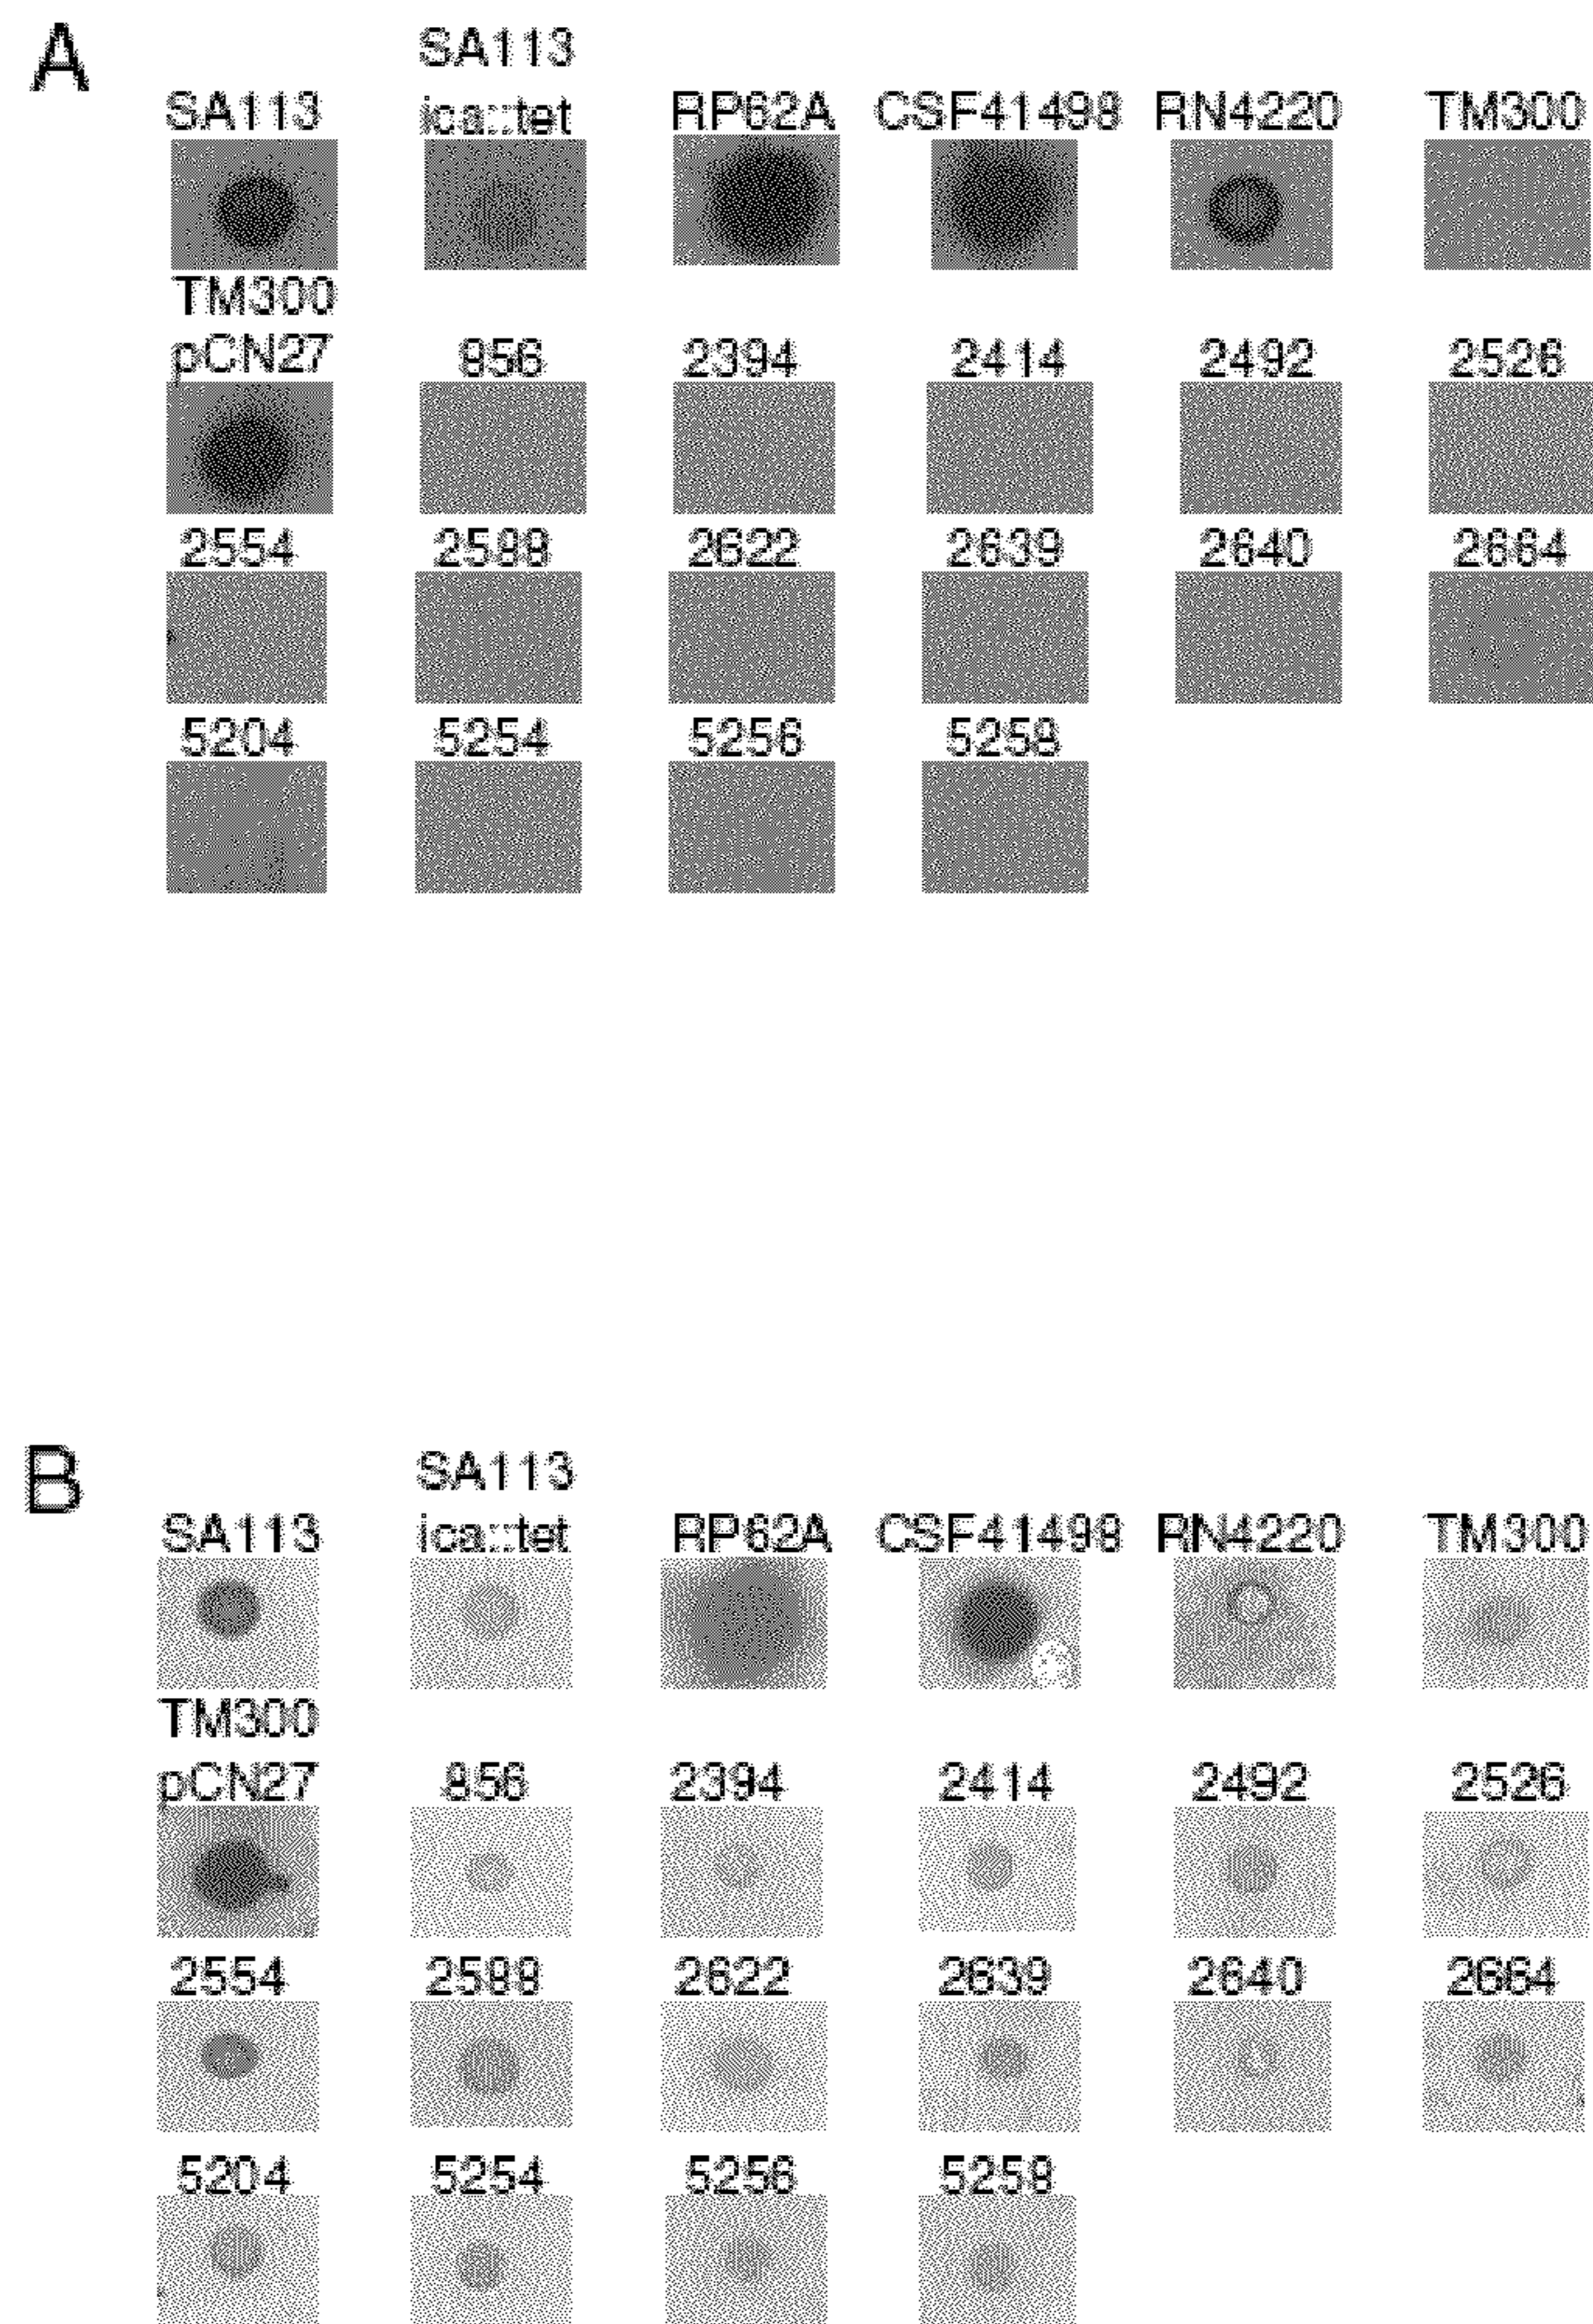 A
SA113
SA113 ica::tet RP62A CSF41498 RN4220 TM300
TM300
pCN27 856 2394 2414 2492 2526
2554 2588 2622 2639 2640 2664
5204 5254 5256 5258
B
SA113
SA113 ica::tet RP62A CSF41498 RN4220 TM300
TM300
pCN27 856 2394 2414 2492 2526
2554 2588 2622 2639 2640 2664
5204 5254 5256 5258